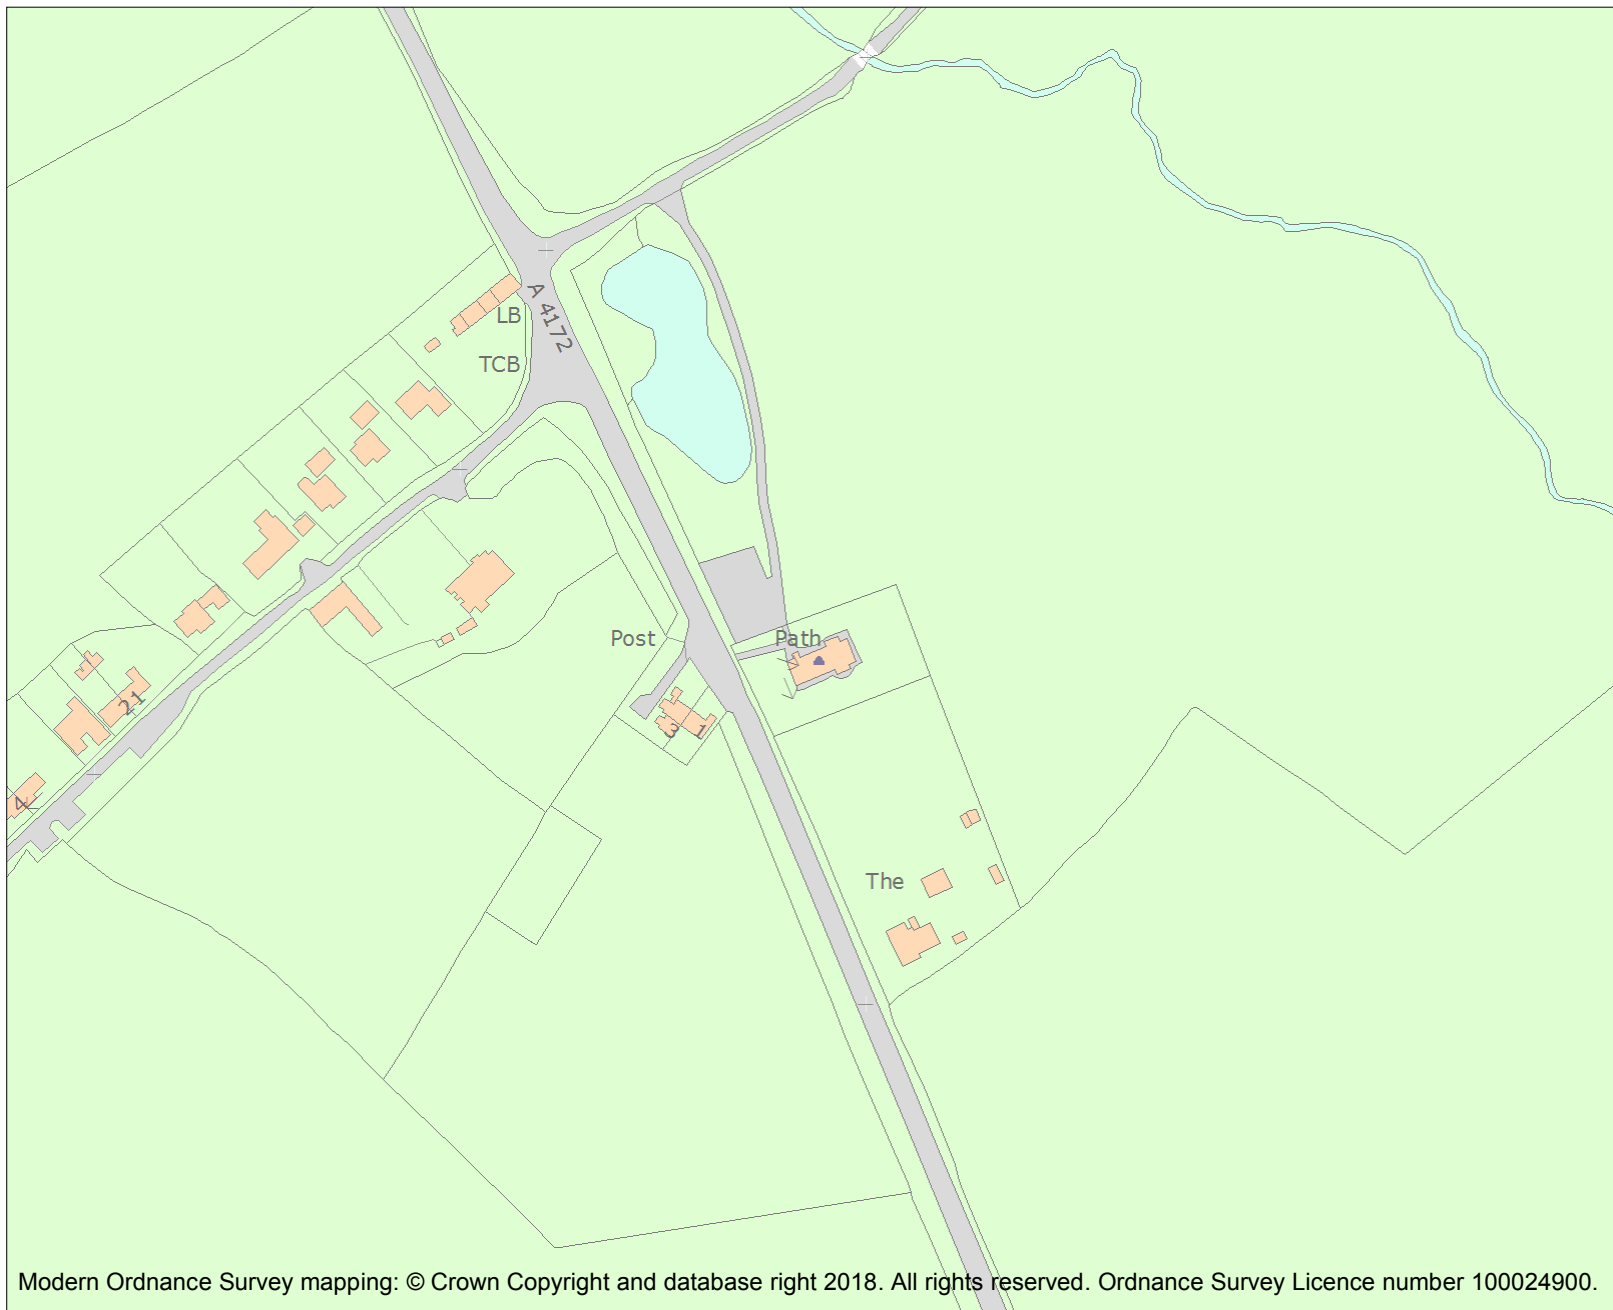 LB
A 4172
TCB
Post
Path
21
3
1
4
The
Modern Ordnance Survey mapping: © Crown Copyright and database right 2018. All rights reserved. Ordnance Survey Licence number 100024900.